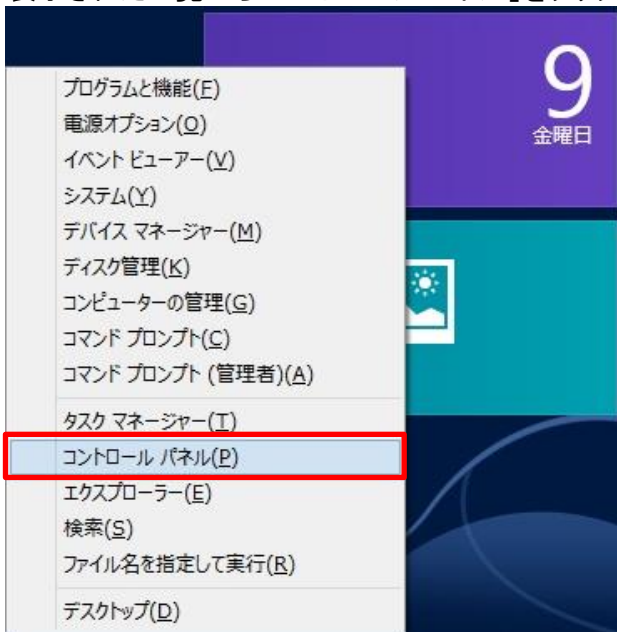 9
金曜日
プログラムと機能(F)
電源オプション(O)
イベント ビューアー(V)
システム(Y)
デバイス マネージャー(M)
ディスク管理(K)
コンピューターの管理(G)
コマンド プロンプト(C)
コマンド プロンプト (管理者)(A)
タスク マネージャー(T)
コントロール パネル(P)
エクスプローラー(E)
検索(S)
ファイル名を指定して実行(R)
デスクトップ(D)